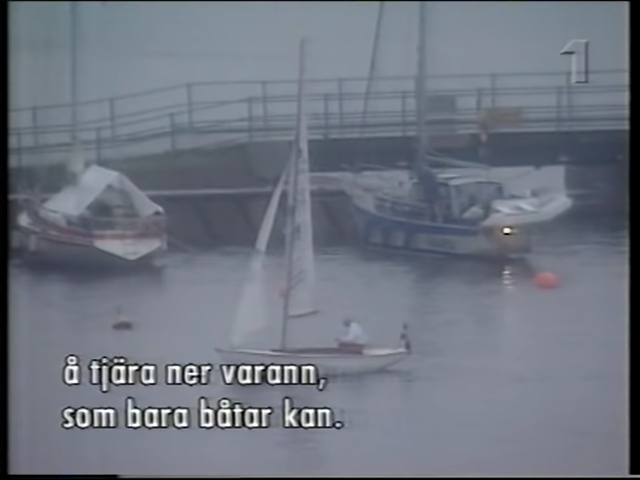 1
å tjära ner varann,
som bara båtar kan.